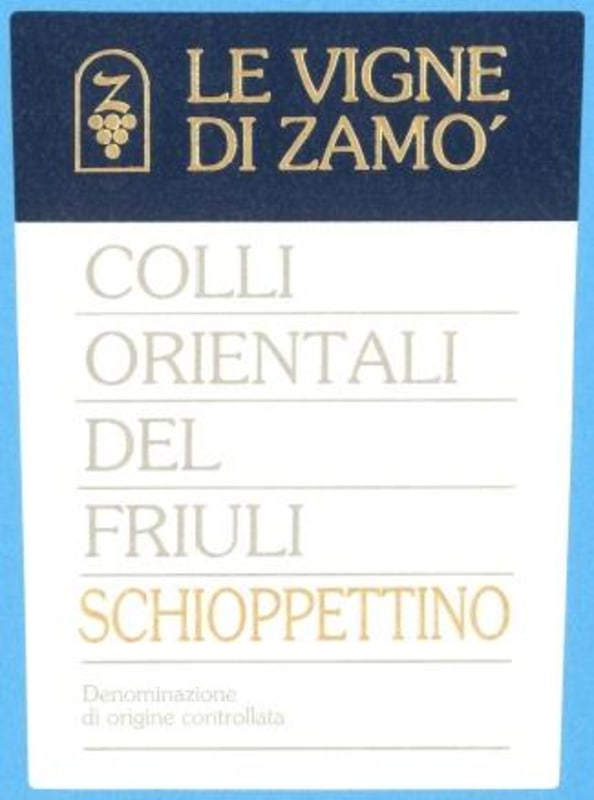 Z
LE VIGNE
DI ZAMO´
COLLI
ORIENTALI
DEL
FRIULI
SCHIOPPETTINO
Denominazione
di origine controllata